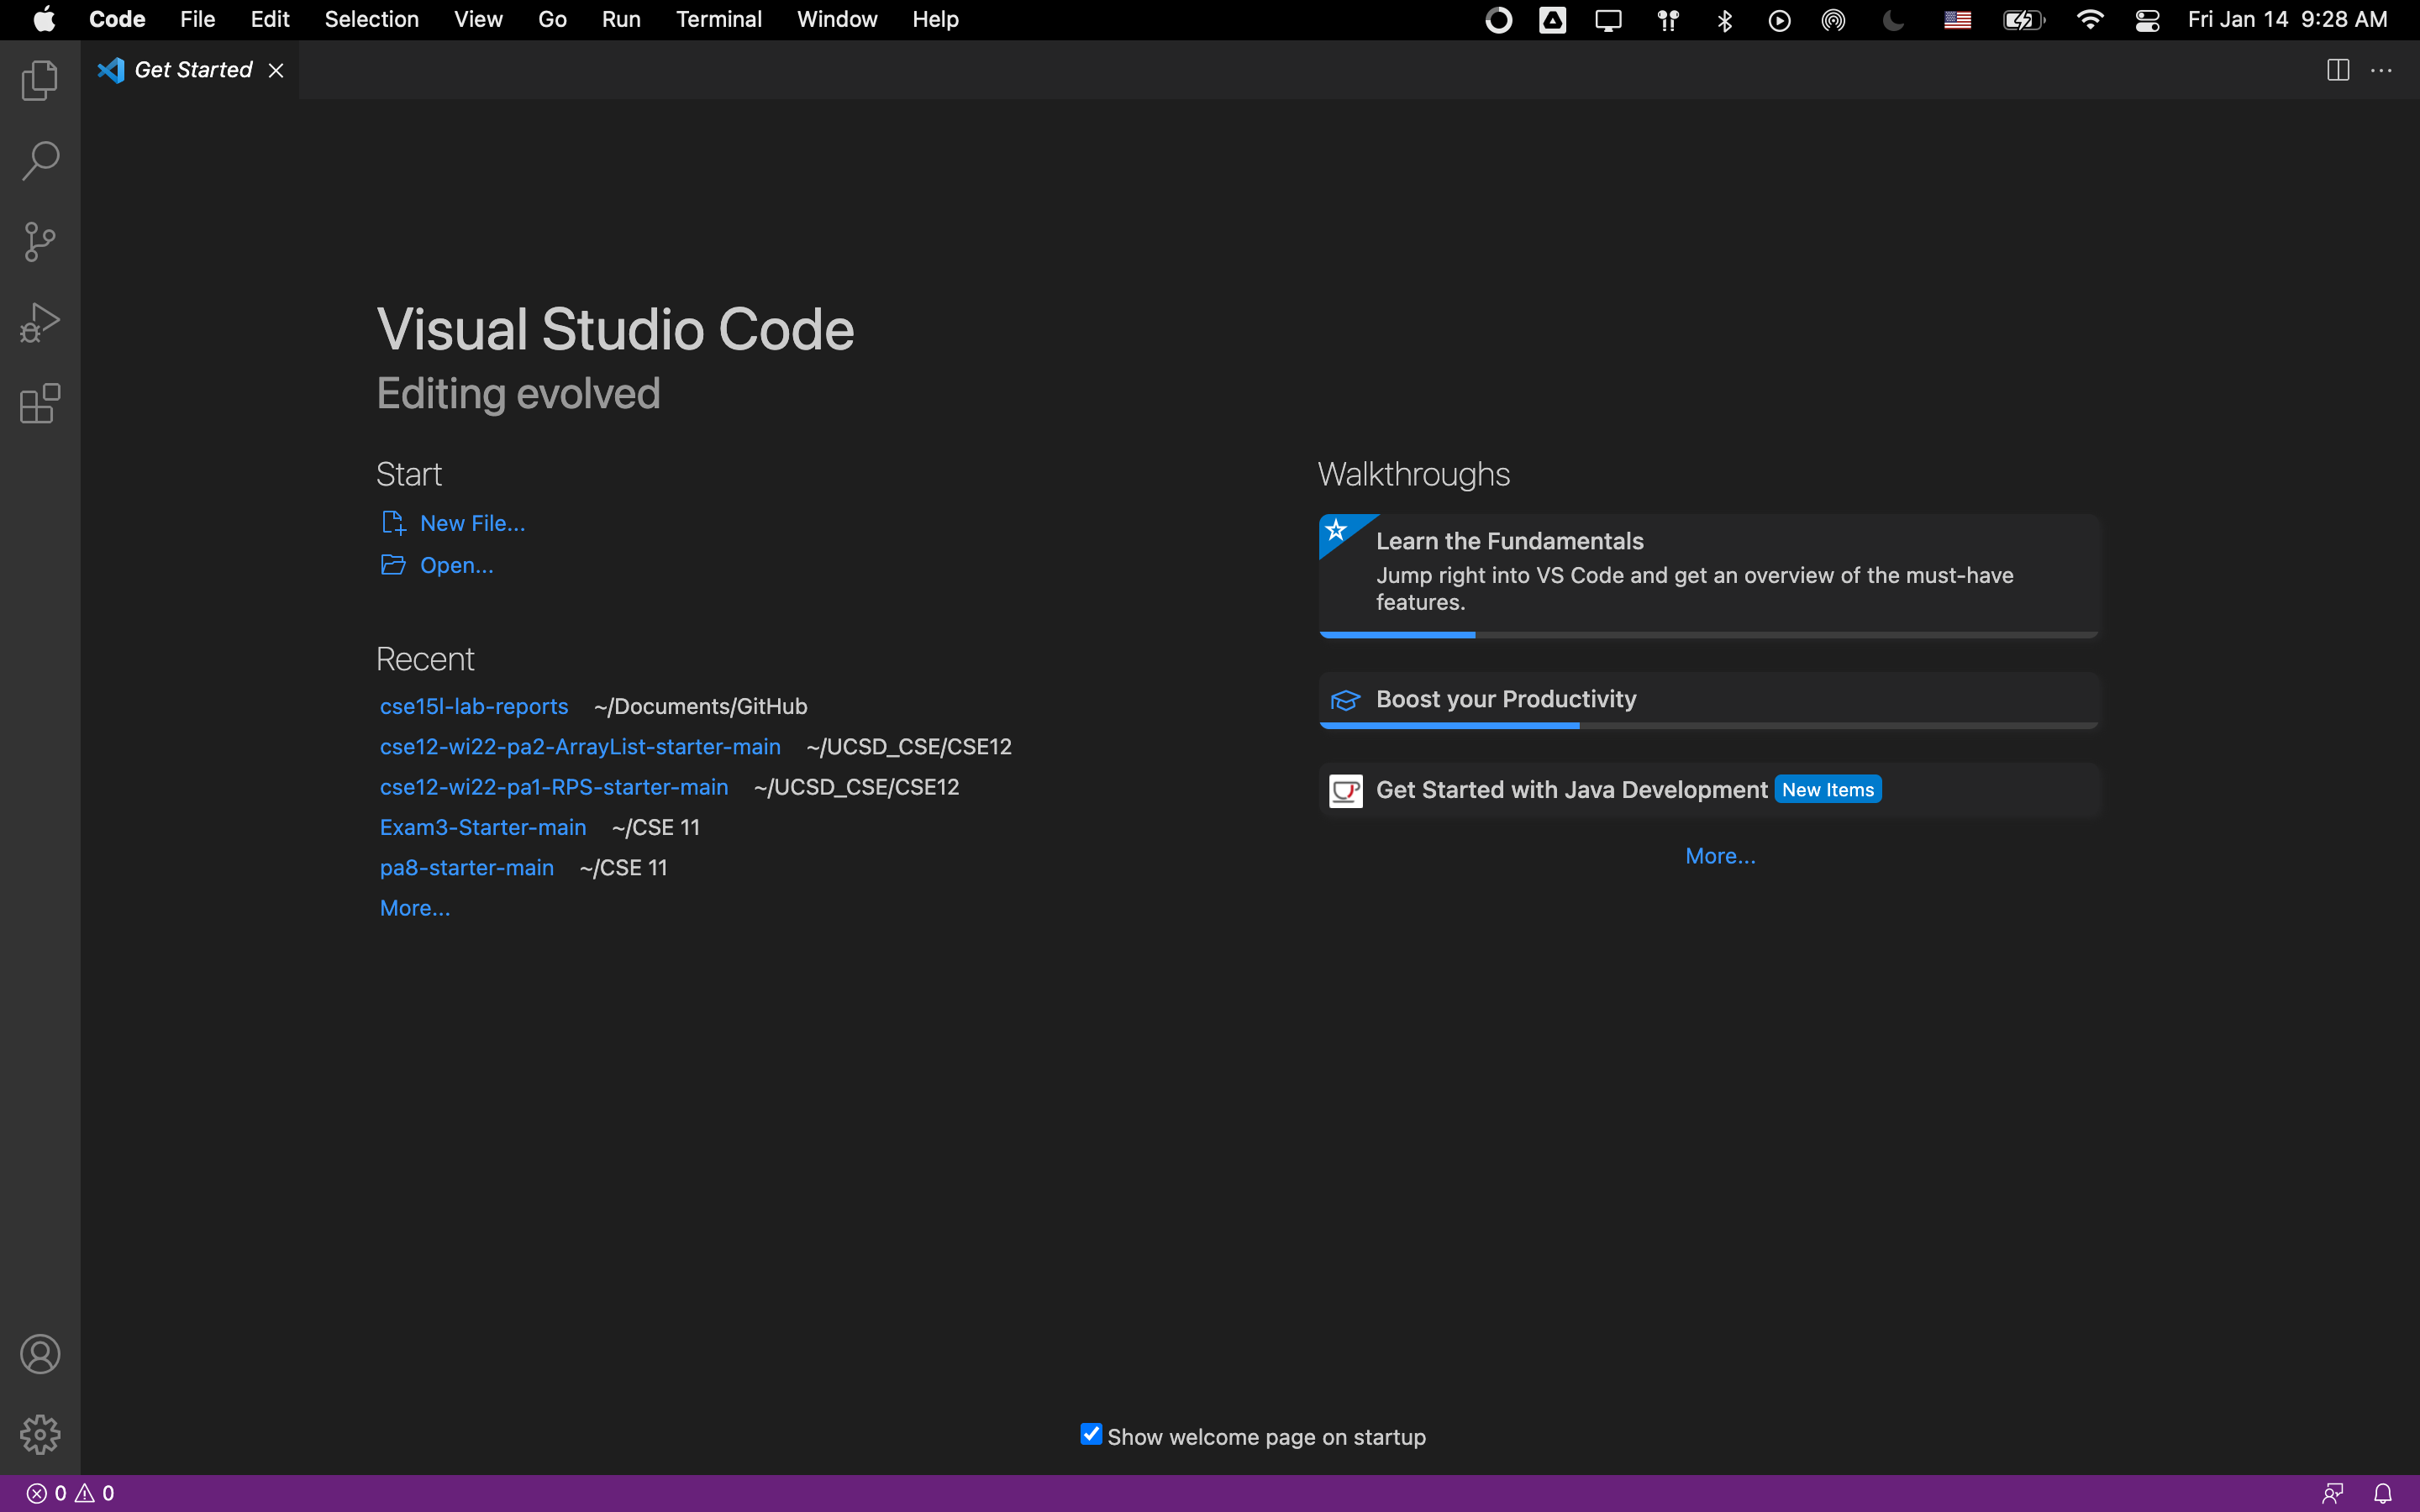 Code File Edit Selection View Go Run Terminal Window Help Fri Jan 14 9:28 AM
Get Started
Visual Studio Code
Editing evolved
Start
New File...
Open...
Recent
cse15l-lab-reports ~/Documents/GitHub
cse12-wi22-pa2-ArrayList-starter-main ~/UCSD_CSE/CSE12
cse12-wi22-pa1-RPS-starter-main ~/UCSD_CSE/CSE12
Exam3-Starter-main ~/CSE 11
pa8-starter-main ~/CSE 11
More...
Walkthroughs
Learn the Fundamentals
Jump right into VS Code and get an overview of the must-have
features.
Boost your Productivity
Get Started with Java Development New Items
More...
Show welcome page on startup
0 0